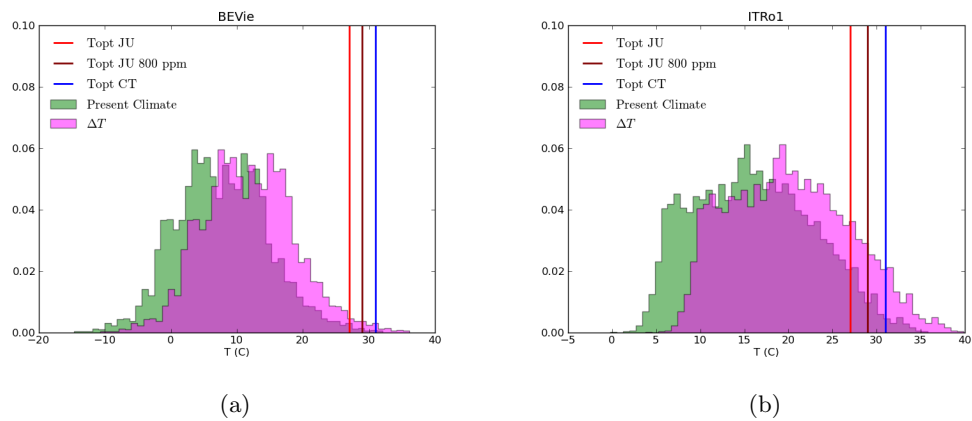 BEVie
0.10
0.08
0.06
0.04
0.02
0.00
Topt JU
Topt JU 800 ppm
Topt CT
Present Climate
ΔT
−20 −10 0 10 20 30 40
T (C)
(a)
ITRo1
0.10
0.08
0.06
0.04
0.02
0.00
Topt JU
Topt JU 800 ppm
Topt CT
Present Climate
ΔT
−5 0 5 10 15 20 25 30 35 40
T (C)
(b)